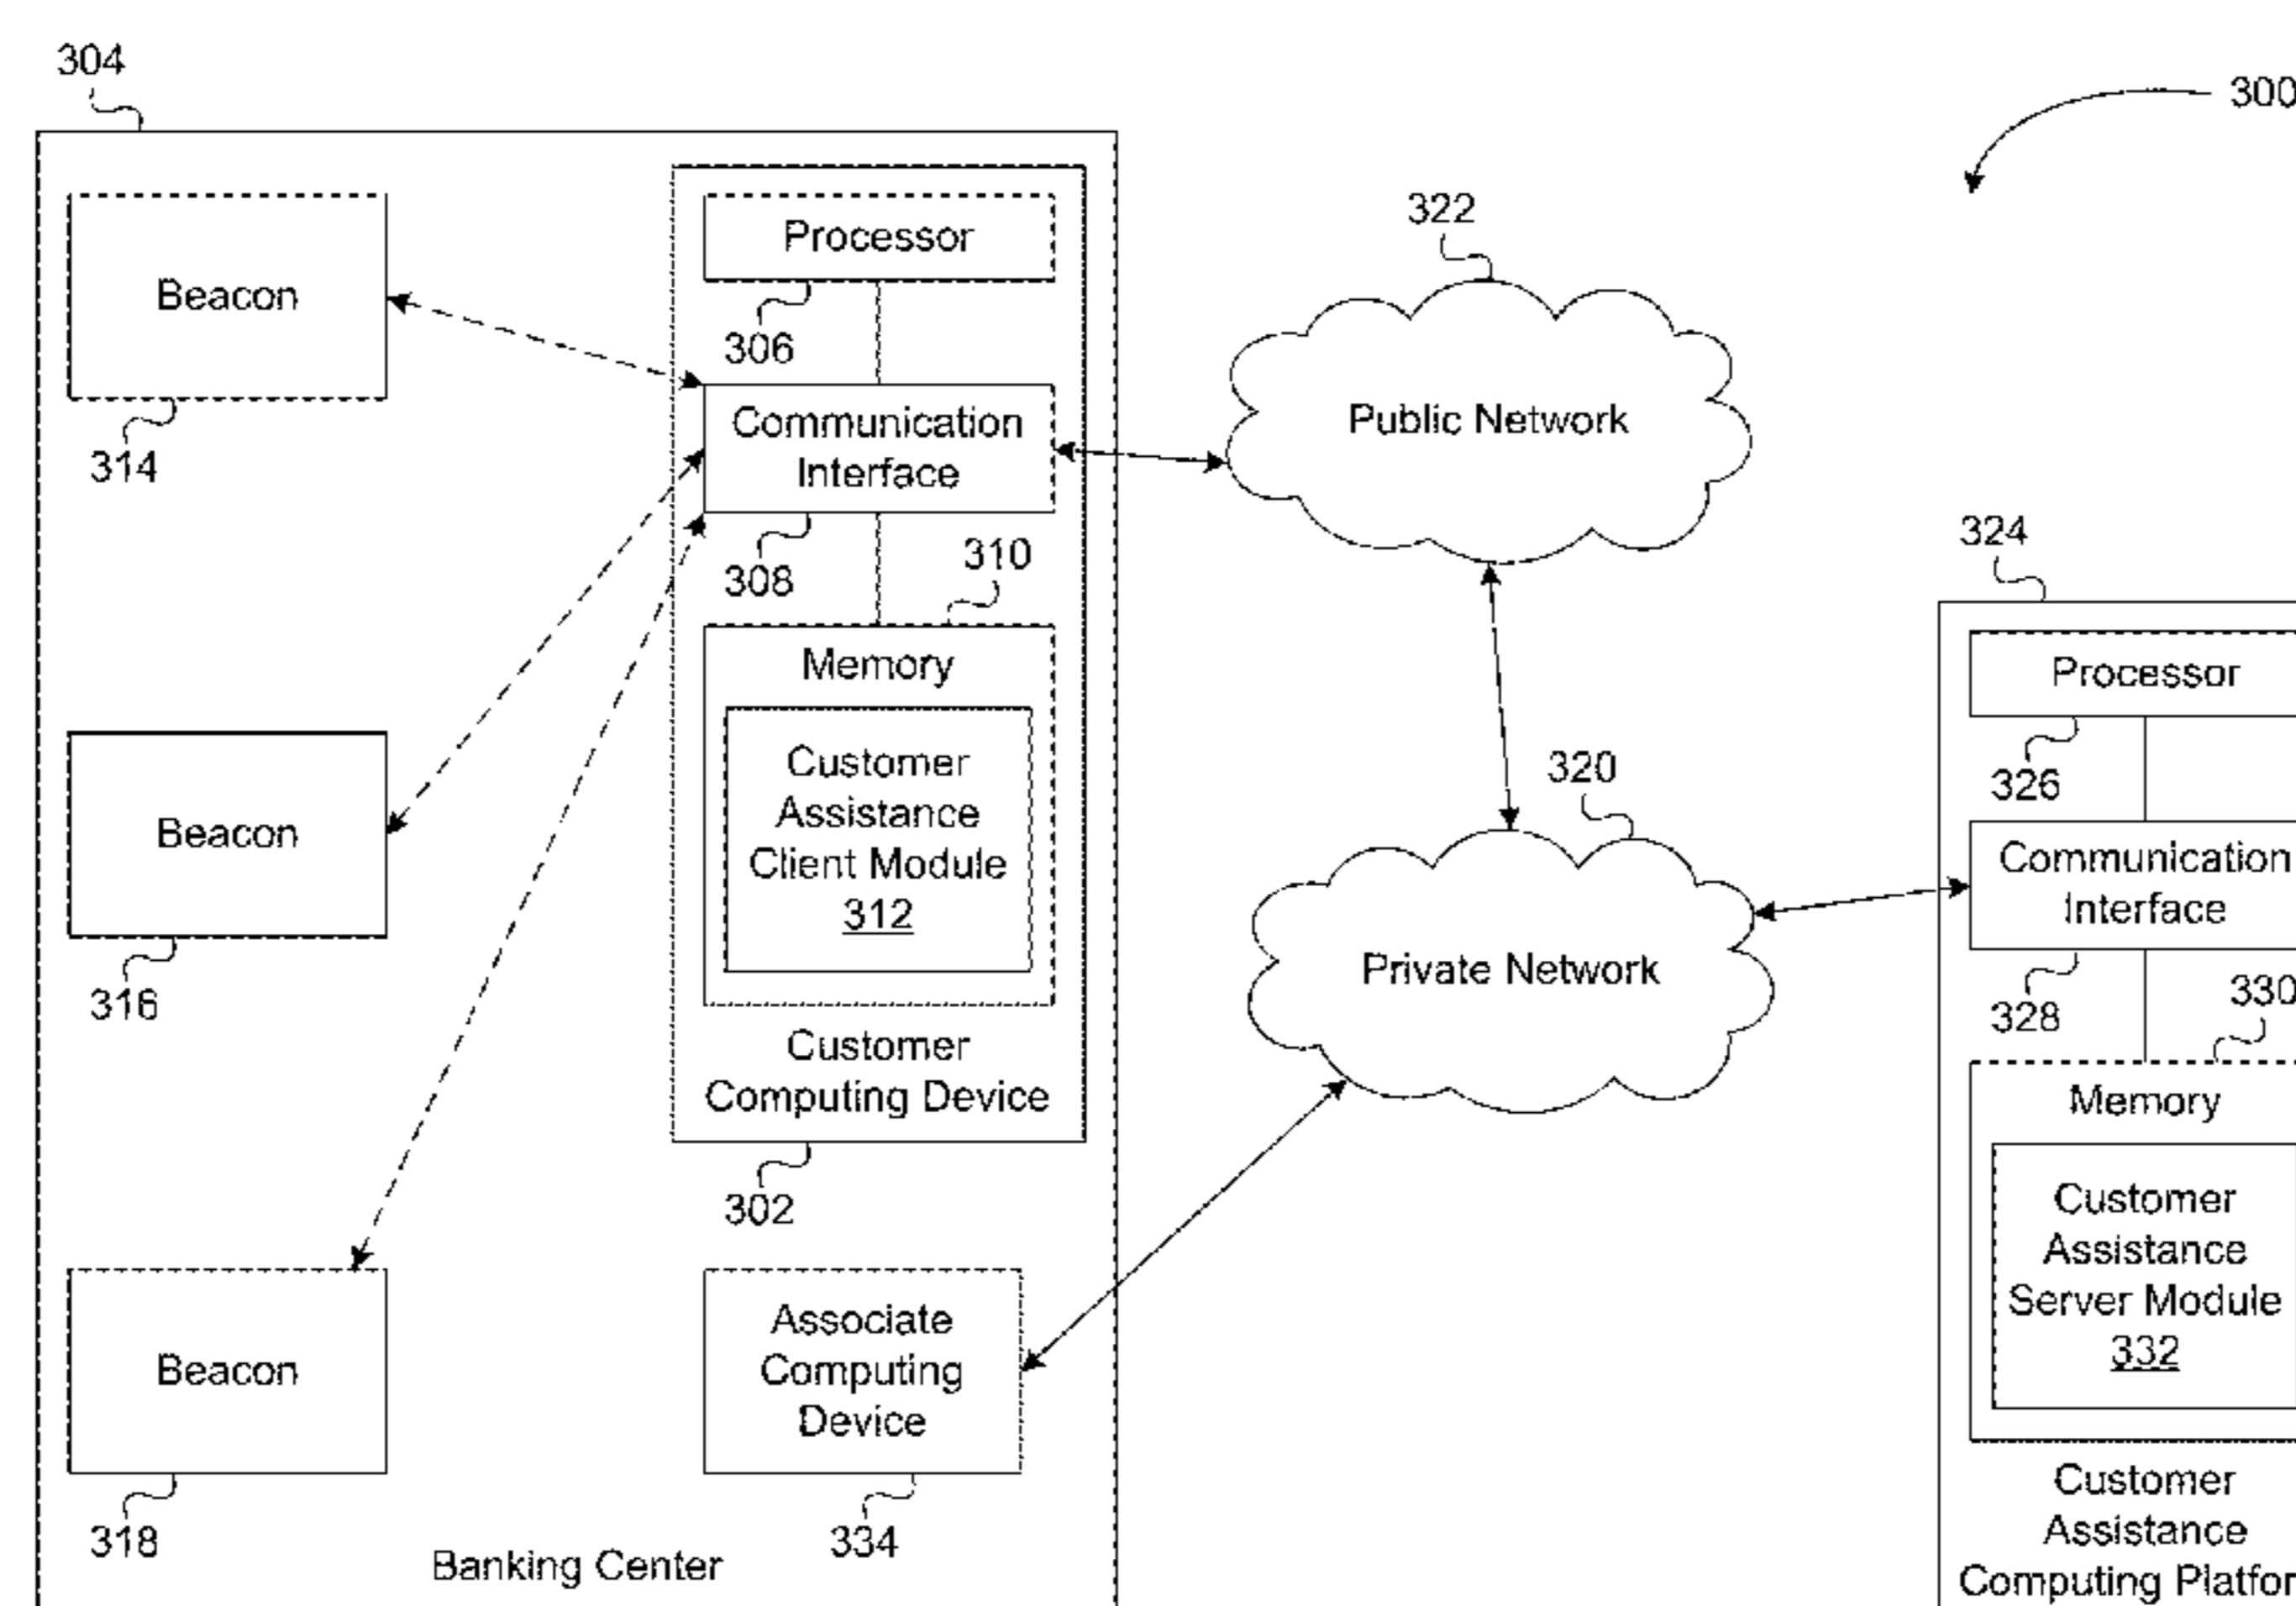 304
300
Beacon
314
Processor
306
Communication
Interface
308
310
Memory
Customer
Assistance
Client Module
312
Customer
Computing Device
302
Beacon
316
Beacon
318
Associate
Computing
Device
334
Banking Center
322
Public Network
320
Private Network
324
Processor
326
Communication
Interface
328
330
Memory
Customer
Assistance
Server Module
332
Customer
Assistance
Computing Platfor